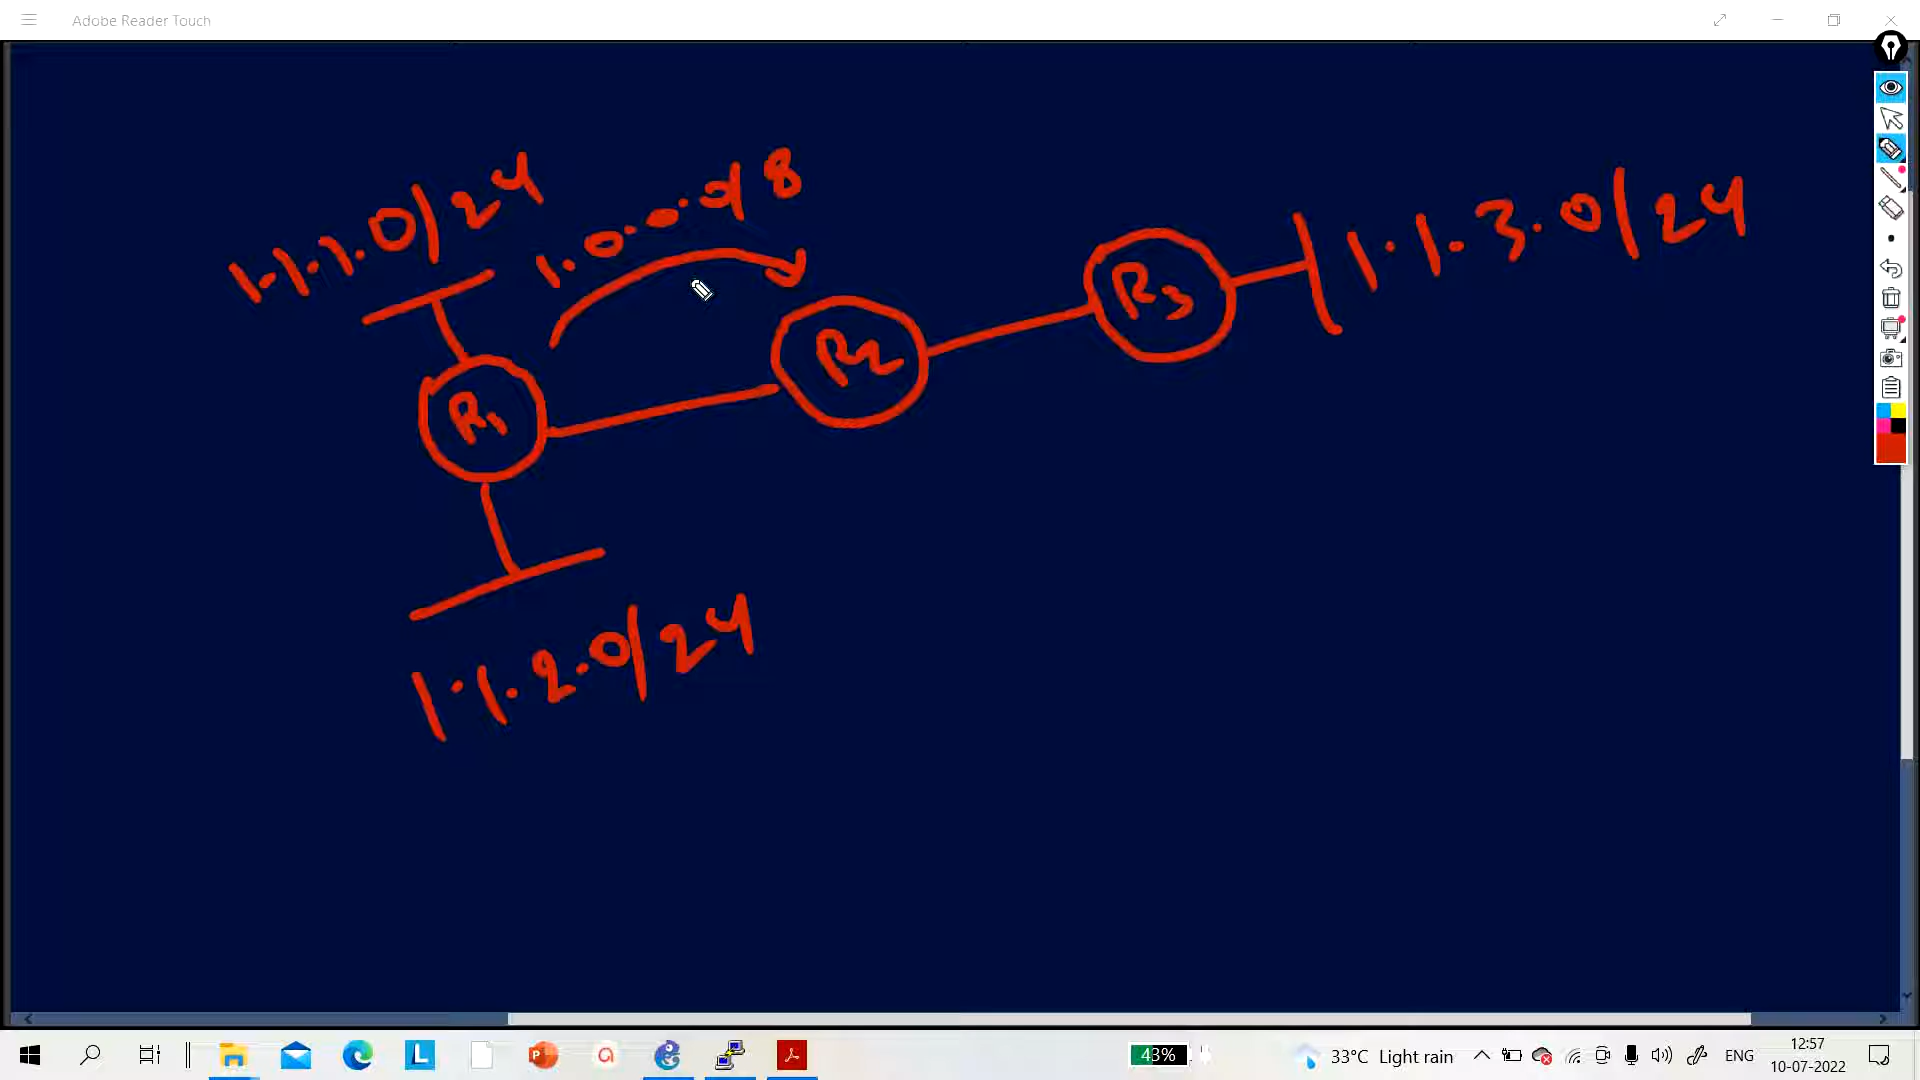 Adobe Reader Touch
1.1.1.0/24
1.0.0.0/8
1.1.3.0/24
R1
R2
R3
1.1.2.0/24
43%
33°C Light rain
ENG
12:57
10-07-2022